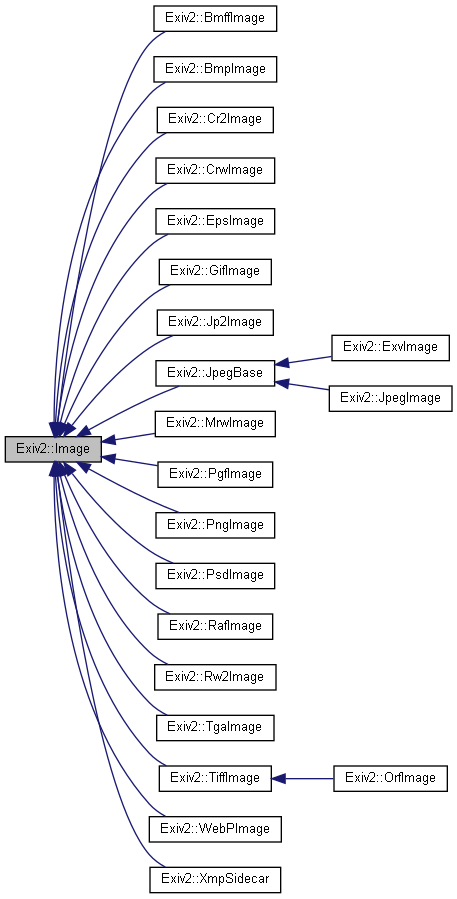 Exiv2::BmffImage
Exiv2::BmpImage
Exiv2::Cr2Image
Exiv2::CrwImage
Exiv2::EpsImage
Exiv2::GifImage
Exiv2::Jp2Image
Exiv2::ExvImage
Exiv2::JpegBase
Exiv2::JpegImage
Exiv2::MrwImage
Exiv2::Image
Exiv2::PgfImage
Exiv2::PngImage
Exiv2::PsdImage
Exiv2::RafImage
Exiv2::Rw2Image
Exiv2::TgaImage
Exiv2::TiffImage
Exiv2::OrfImage
Exiv2::WebPImage
Exiv2::XmpSidecar